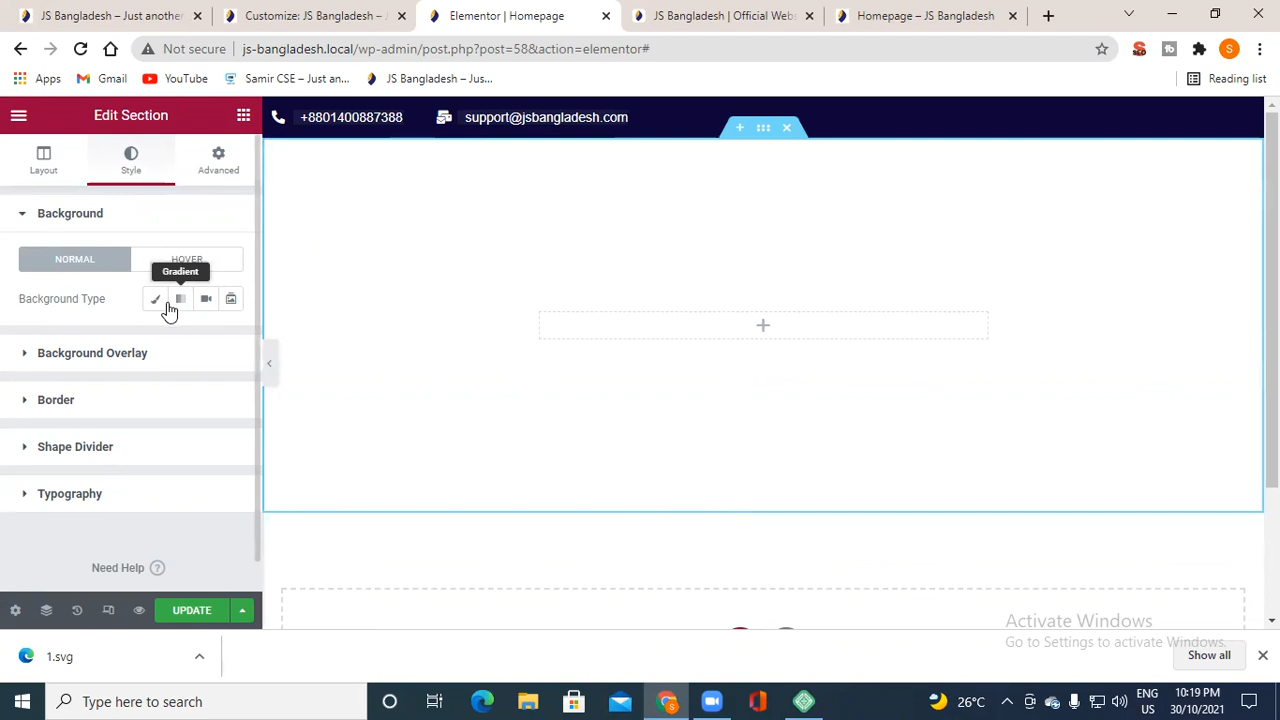 JS Bangladesh – Just another
Customize: JS Bangladesh – J
Elementor | Homepage
JS Bangladesh | Official Webs
Homepage – JS Bangladesh
Not secure
js-bangladesh.local/wp-admin/post.php?post=58&action=elementor#
Apps
Gmail
YouTube
Samir CSE – Just an...
JS Bangladesh – Jus...
Reading list
Edit Section
+8801400887388
support@jsbangladesh.com
Layout
Style
Advanced
Background
NORMAL
HOVER
Gradient
Background Type
Background Overlay
Border
Shape Divider
Typography
Need Help
UPDATE
Activate Windows
Go to Settings to activate Windows.
1.svg
Show all
Type here to search
26°C
ENG
US
10:19 PM
30/10/2021